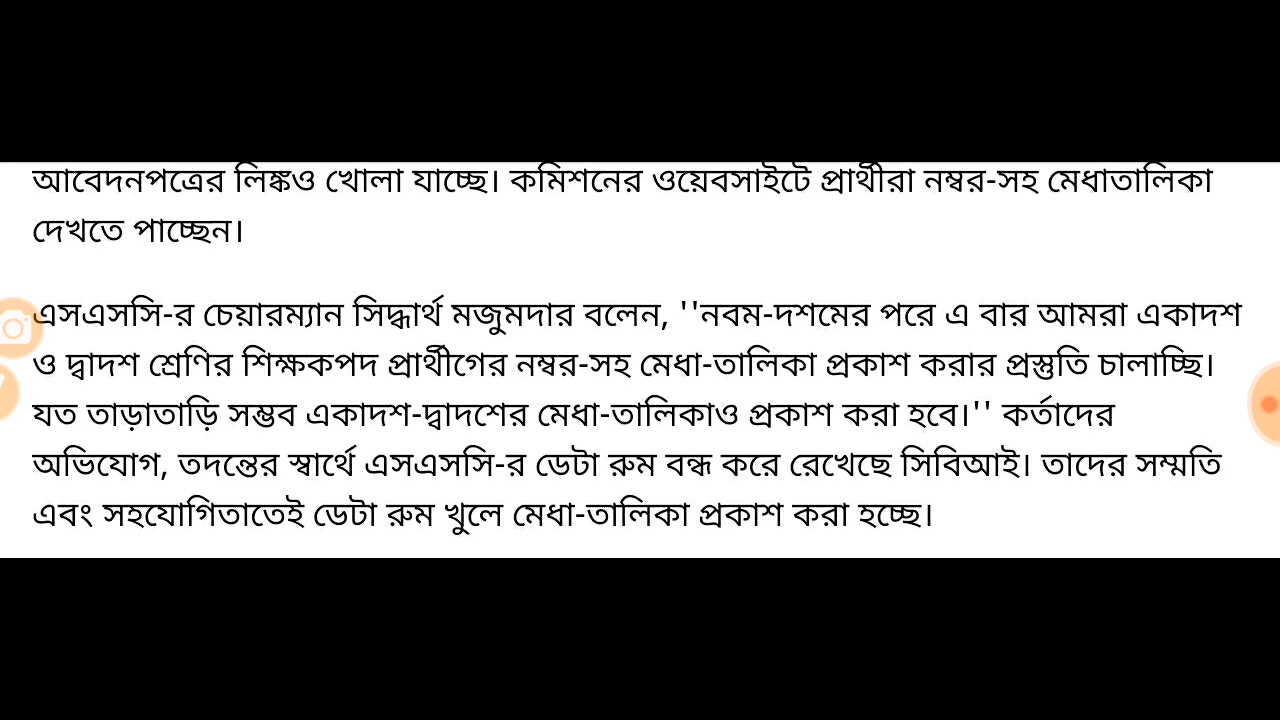 আবেদনপত্রের লিঙ্কও খোলা যাচ্ছে। কমিশনের ওয়েবসাইটে প্রার্থীরা নম্বর-সহ মেধাতালিকা
দেখতে পাচ্ছেন।
এসএসসি-র চেয়ারম্যান সিদ্ধার্থ মজুমদার বলেন, ''নবম-দশমের পরে এ বার আমরা একাদশ
ও দ্বাদশ শ্রেণির শিক্ষকপদ প্রার্থীগের নম্বর-সহ মেধা-তালিকা প্রকাশ করার প্রস্তুতি চালাচ্ছি।
যত তাড়াতাড়ি সম্ভব একাদশ-দ্বাদশের মেধা-তালিকাও প্রকাশ করা হবে।'' কর্তাদের
অভিযোগ, তদন্তের স্বার্থে এসএসসি-র ডেটা রুম বন্ধ করে রেখেছে সিবিআই। তাদের সম্মতি
এবং সহযোগিতাতেই ডেটা রুম খুলে মেধা-তালিকা প্রকাশ করা হচ্ছে।